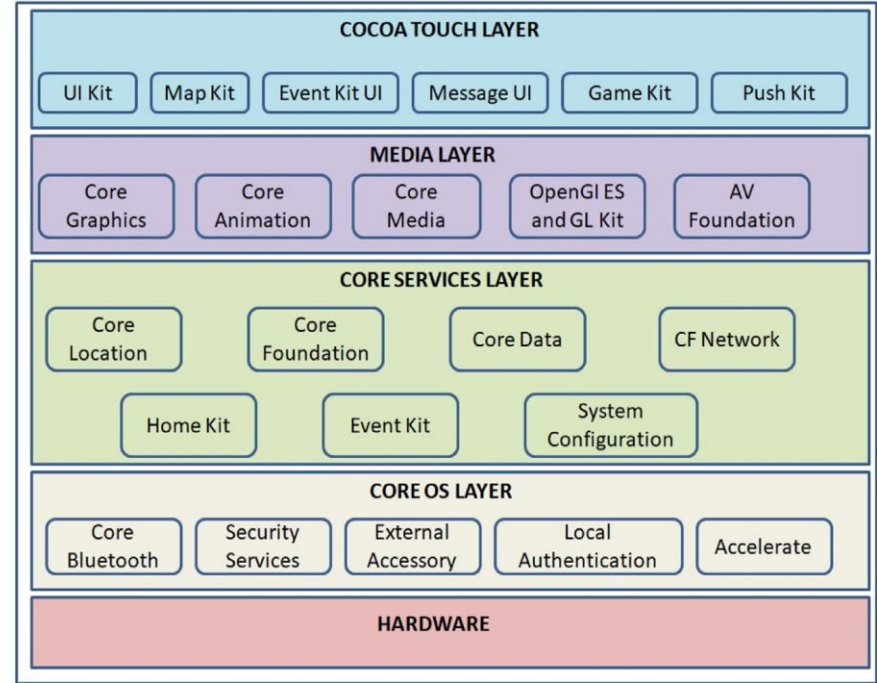 COCOA TOUCH LAYER
UI Kit
Map Kit
Event Kit UI
Message UI
Game Kit
Push Kit
MEDIA LAYER
Core
Graphics
Core
Animation
Core
Media
OpenGl ES
and GL Kit
AV
Foundation
CORE SERVICES LAYER
Core
Location
Core
Foundation
Core Data
CF Network
Home Kit
Event Kit
System
Configuration
CORE OS LAYER
Core
Bluetooth
Security
Services
External
Accessory
Local
Authentication
Accelerate
HARDWARE